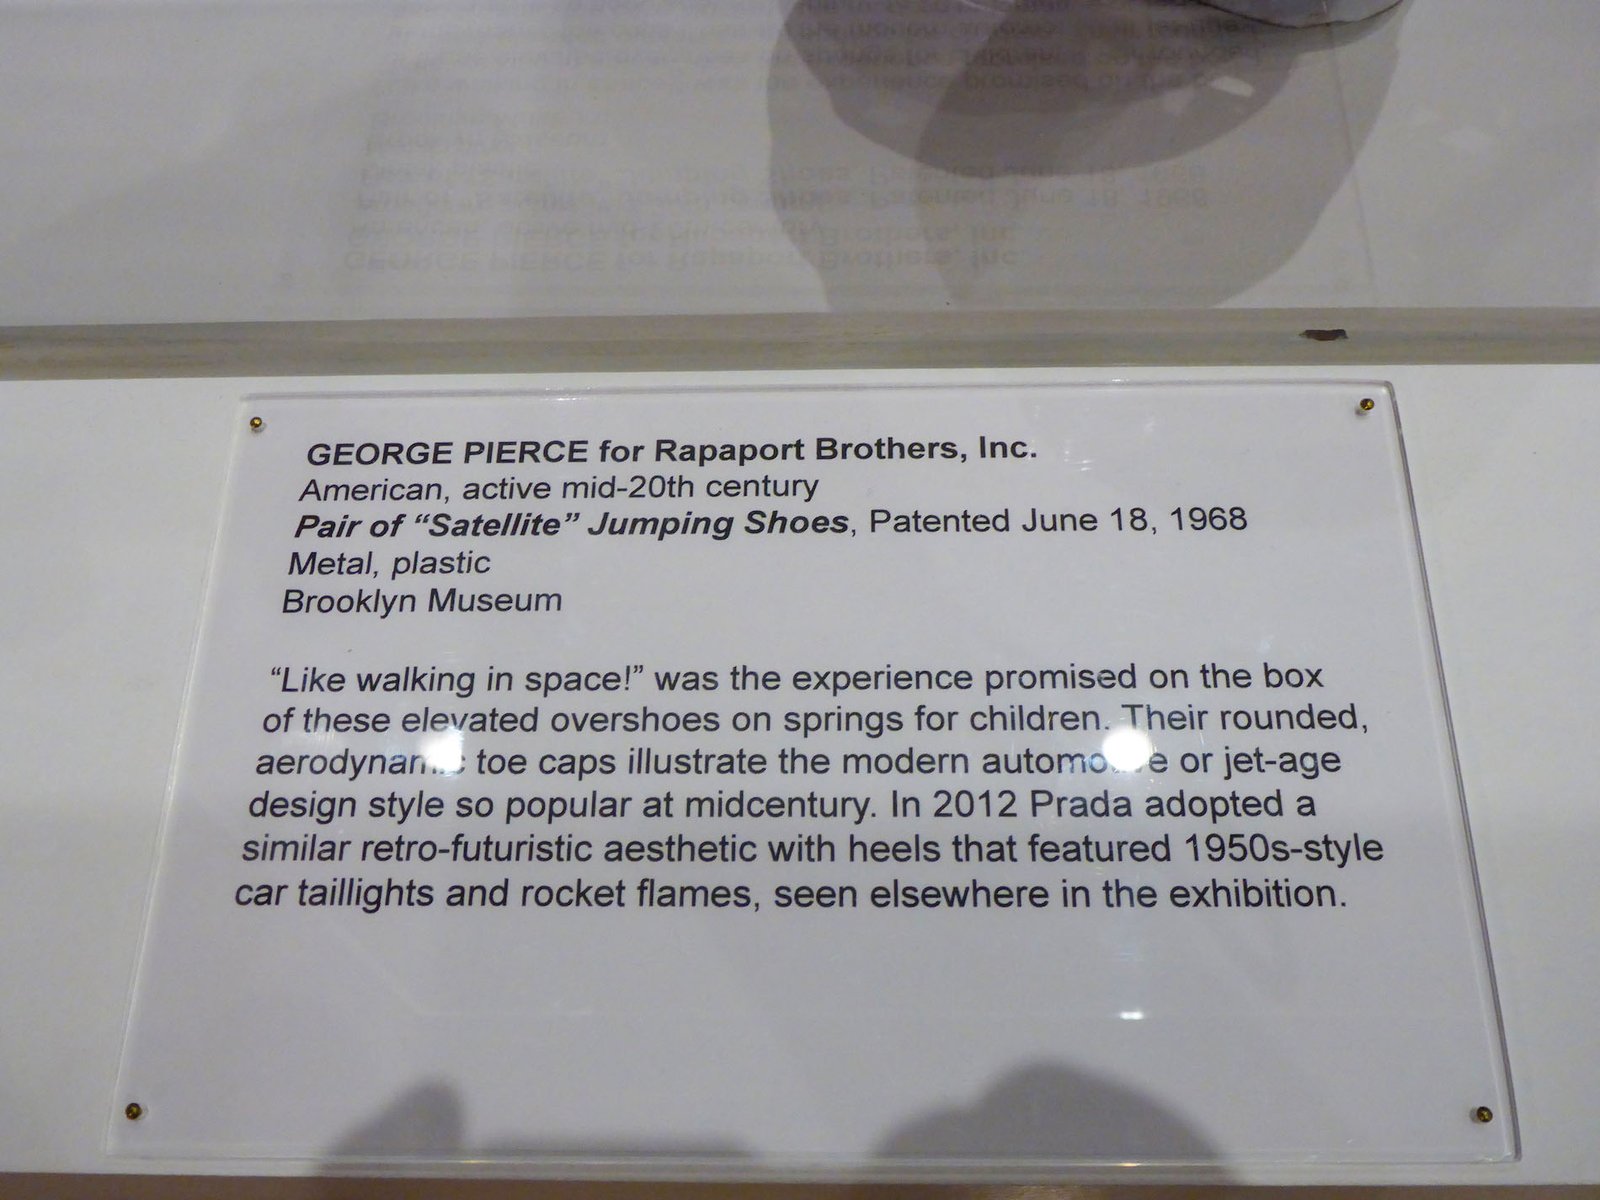 GEORGE PIERCE for Rapaport Brothers, Inc.
American, active mid-20th century
Pair of “Satellite” Jumping Shoes, Patented June 18, 1968
Metal, plastic
Brooklyn Museum
“Like walking in space!” was the experience promised on the box
of these elevated overshoes on springs for children. Their rounded,
aerodynamic toe caps illustrate the modern automotive or jet-age
design style so popular at midcentury. In 2012 Prada adopted a
similar retro-futuristic aesthetic with heels that featured 1950s-style
car taillights and rocket flames, seen elsewhere in the exhibition.